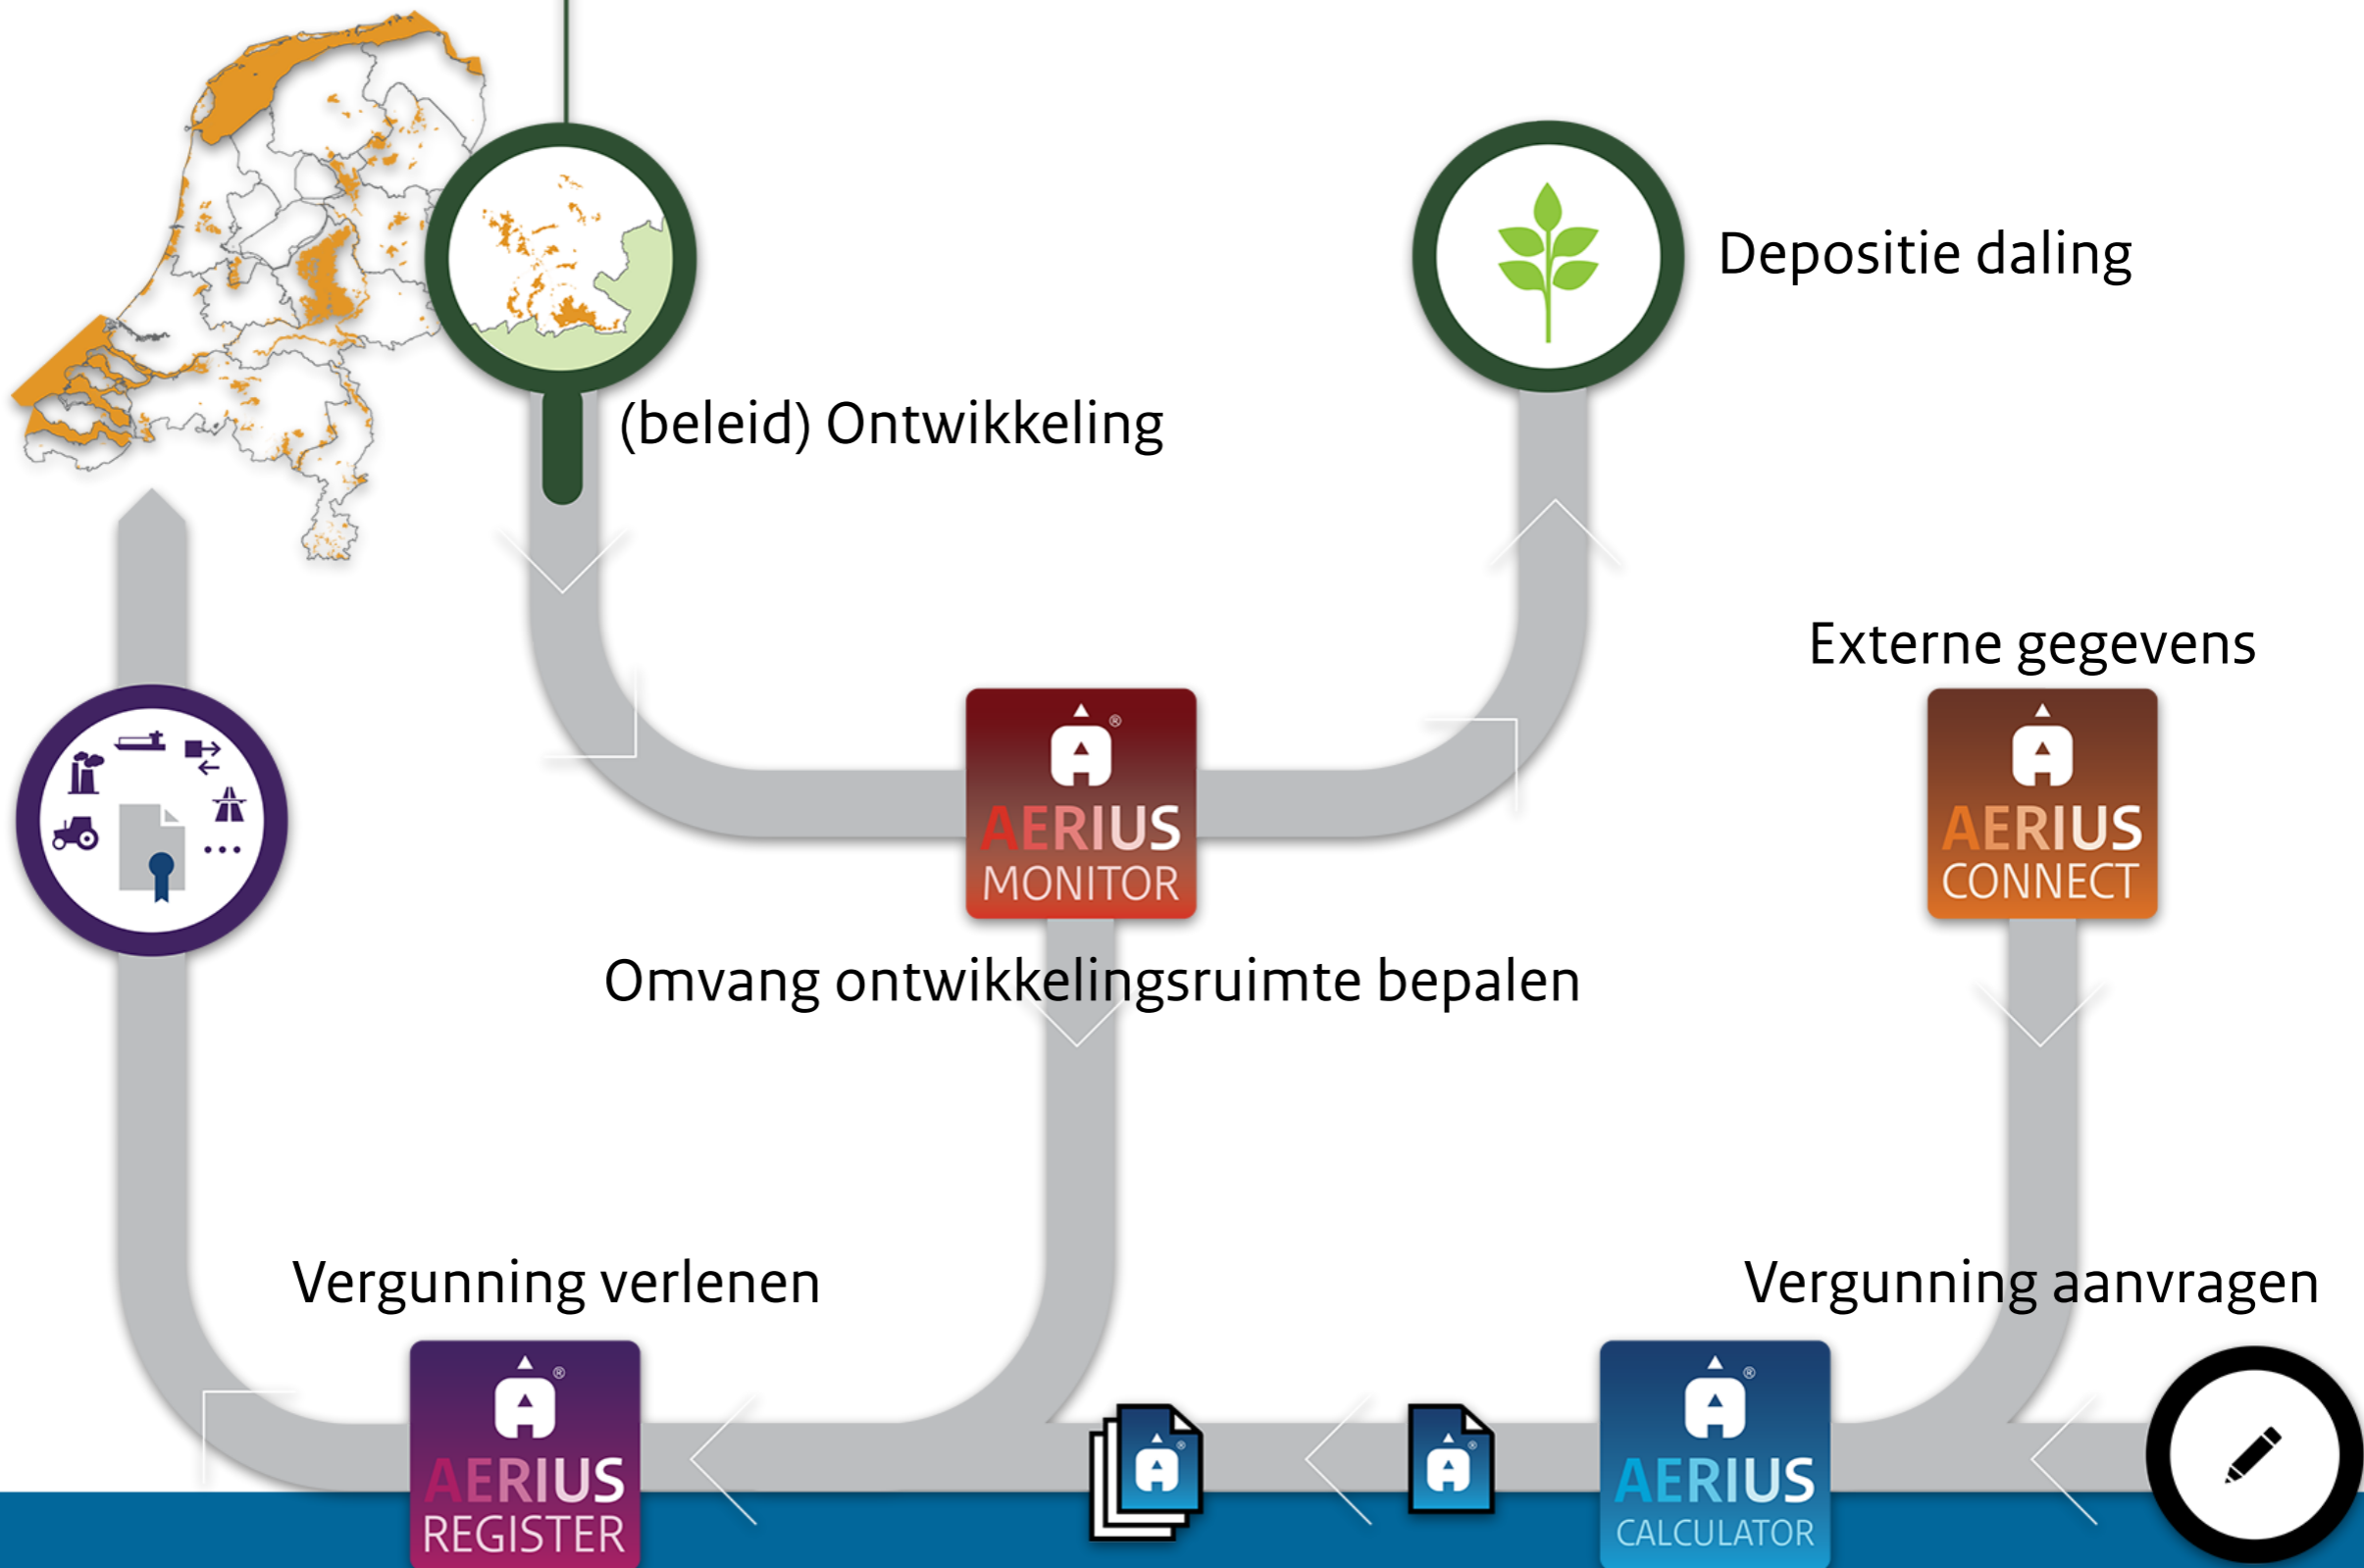 Depositie daling
(beleid) Ontwikkeling
Externe gegevens
®
AERIUS
MONITOR
AERIUS
CONNECT
Omvang ontwikkelingsruimte bepalen
Vergunning verlenen
Vergunning aanvragen
®
AERIUS
REGISTER
®
®
®
AERIUS
CALCULATOR